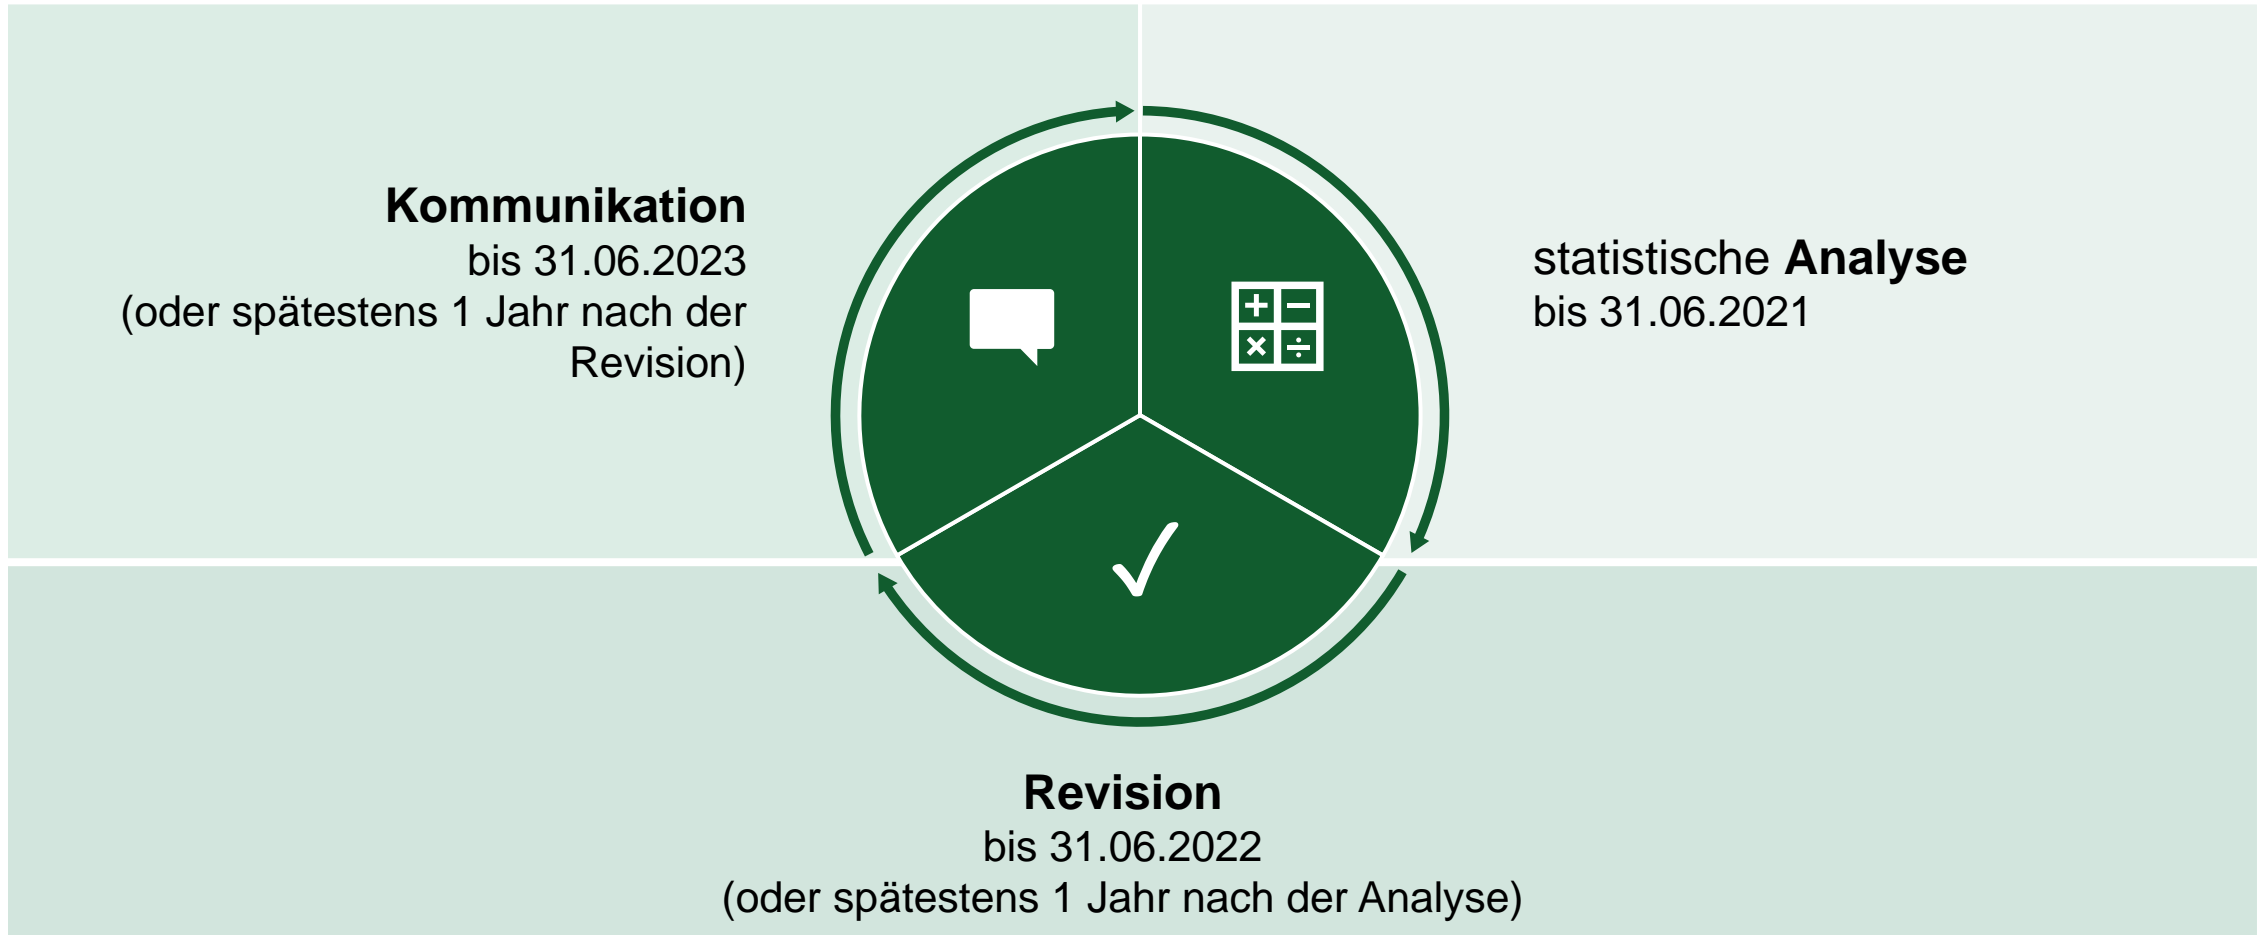 Kommunikation
bis 31.06.2023
(oder spätestens 1 Jahr nach der
Revision)
statistische Analyse
bis 31.06.2021
Revision
bis 31.06.2022
(oder spätestens 1 Jahr nach der Analyse)